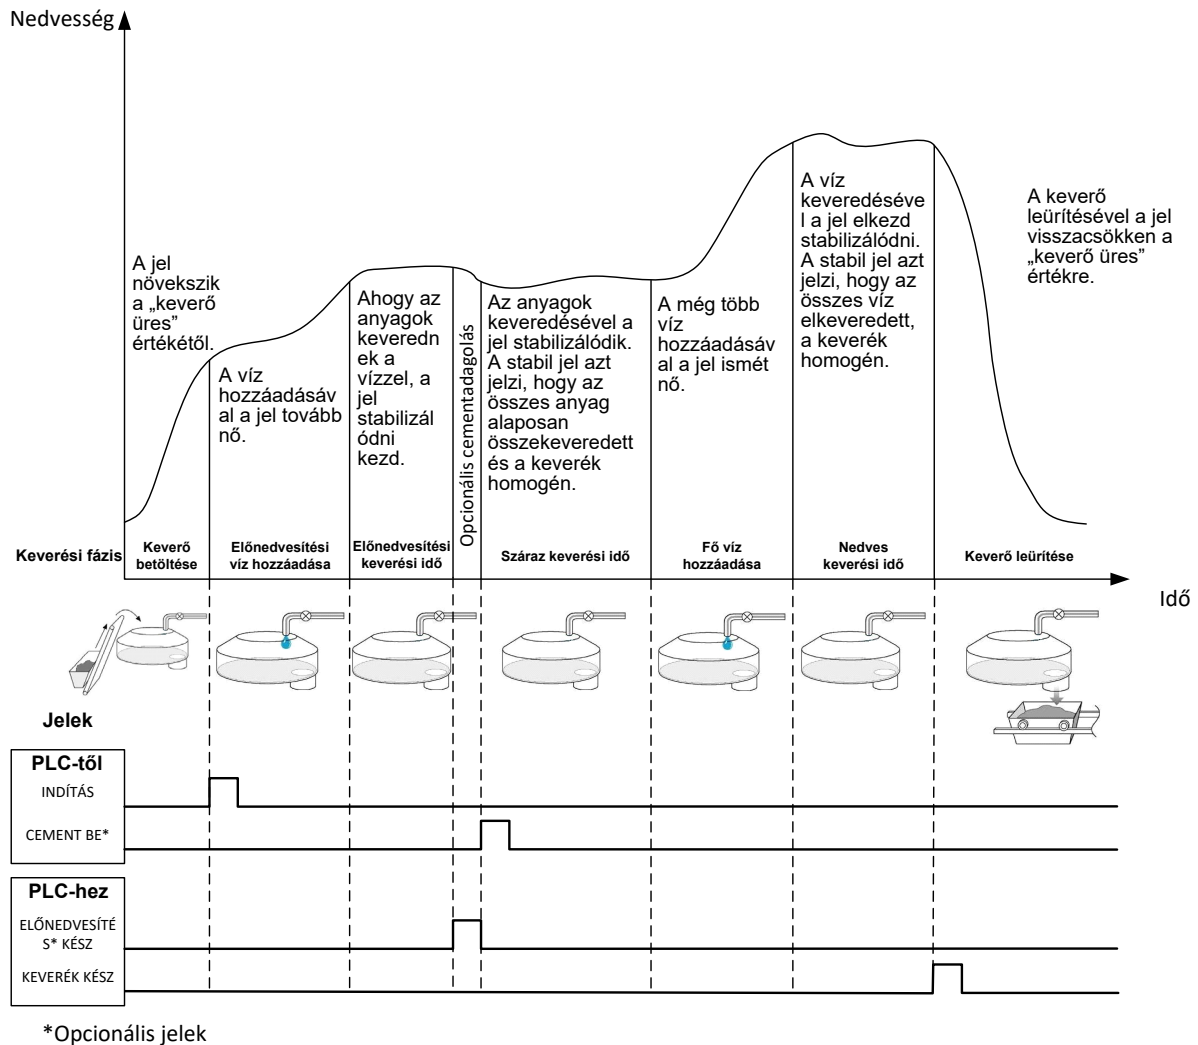 Nedvesség
A jel
növekszik
a „keverő
üres”
értékétől.
A víz
hozzáadásáv
al a jel tovább
nő.
Ahogy az
anyagok
keveredn
ek a
vízzel, a
jel
stabilizál
ódni
kezd.
Opcionális cementadagolás
Az anyagok
keveredésével a
jel stabilizálódik.
A stabil jel azt
jelzi, hogy az
összes anyag
alaposan
összekeveredett
és a keverék
homogén.
A még több
víz
hozzáadásáv
al a jel ismét
nő.
A víz
keveredéséve
l a jel elkezd
stabilizálódni.
A stabil jel azt
jelzi, hogy az
összes víz
elkeveredett,
a keverék
homogén.
A keverő
leürítésével a jel
visszacsökken a
„keverő üres”
értékre.
Keverési fázis
Keverő
betöltése
Előnedvesítési
víz hozzáadása
Előnedvesítési
keverési idő
Száraz keverési idő
Fő víz
hozzáadása
Nedves
keverési idő
Keverő leürítése
Idő
Jelek
PLC-től
INDÍTÁS
CEMENT BE*
PLC-hez
ELŐNEDVESÍTÉ
S* KÉSZ
KEVERÉK KÉSZ
*Opcionális jelek